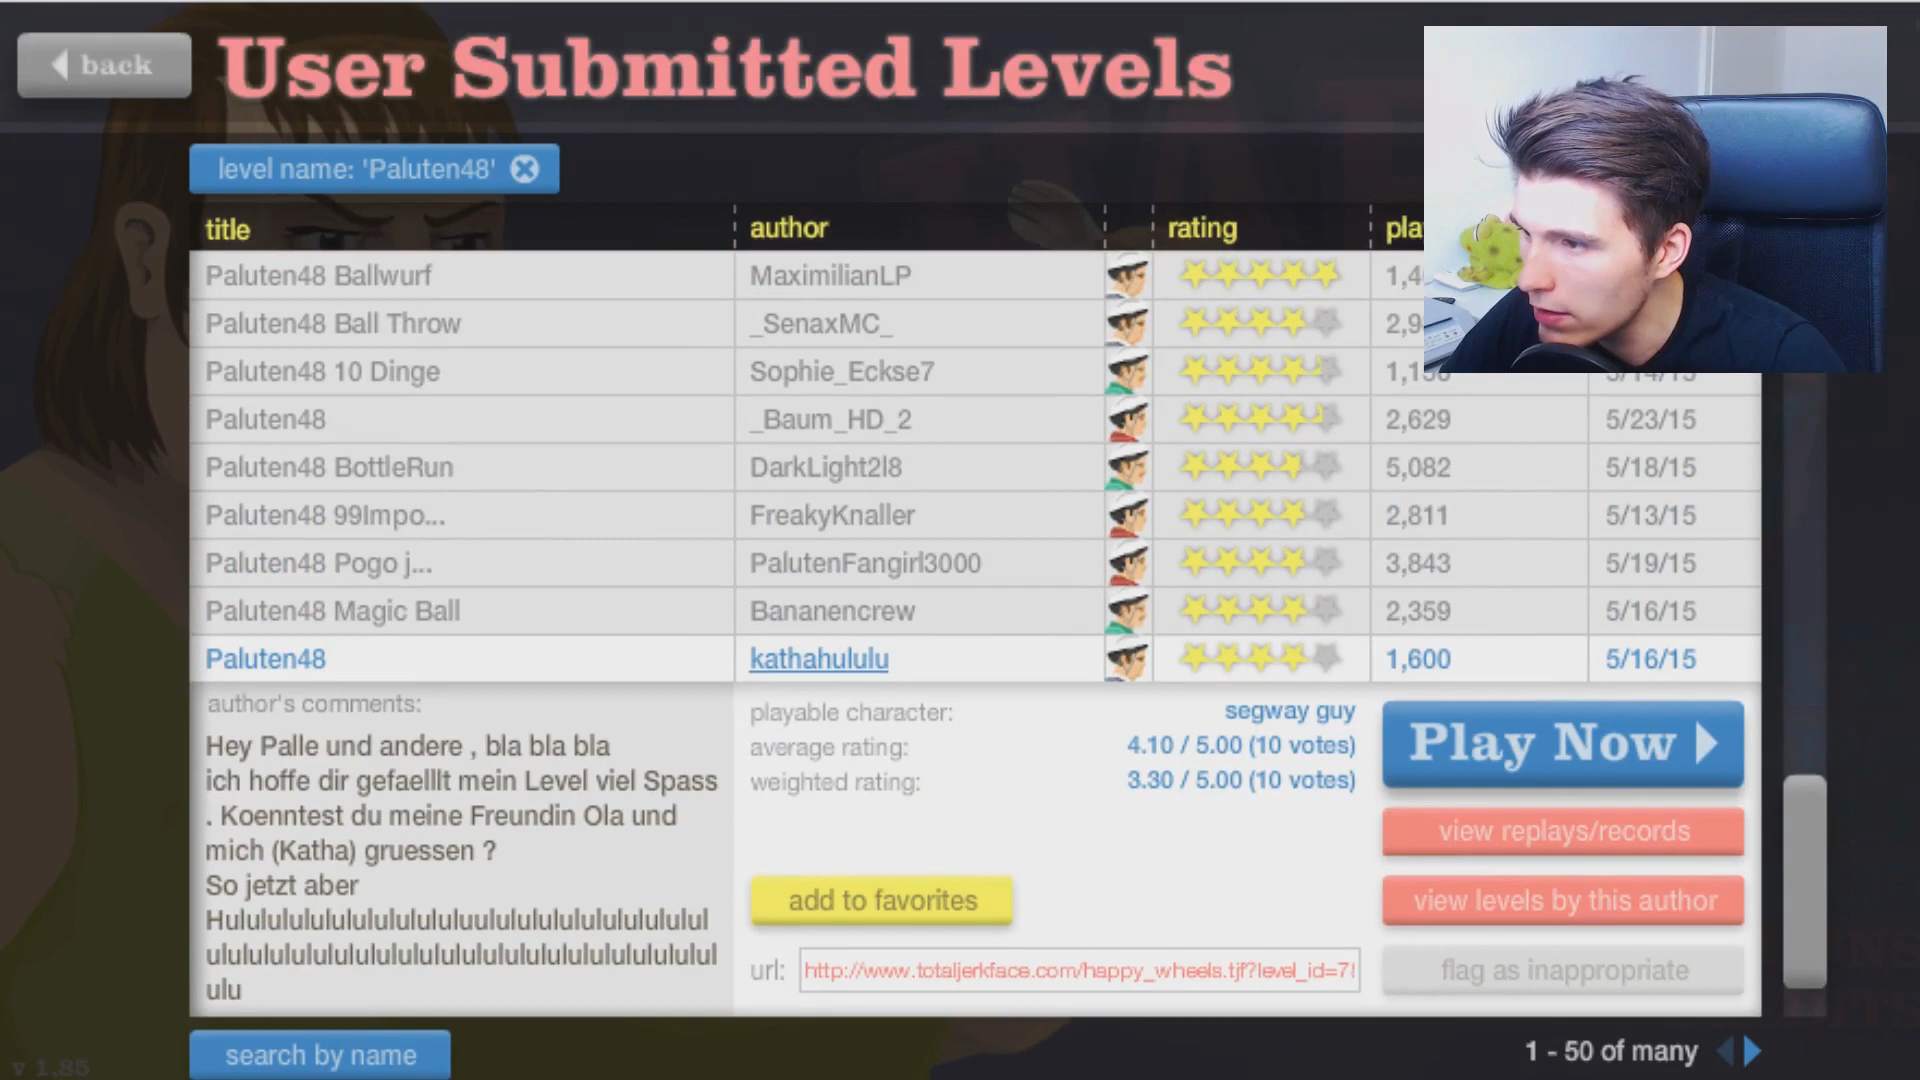 back
User Submitted Levels
level name: 'Paluten48'
title author rating
Paluten48 Ballwurf MaximilianLP
Paluten48 Ball Throw _SenaxMC_
Paluten48 10 Dinge Sophie_Eckse7
Paluten48 _Baum_HD_2 2,629 5/23/15
Paluten48 BottleRun DarkLight2l8 5,082 5/18/15
Paluten48 99Impo... FreakyKnaller 2,811 5/13/15
Paluten48 Pogo j... PalutenFangirl3000 3,843 5/19/15
Paluten48 Magic Ball Bananencrew 2,359 5/16/15
Paluten48 kathahululu 1,600 5/16/15
author's comments:
Hey Palle und andere , bla bla bla
ich hoffe dir gefaelllt mein Level viel Spass
. Koenntest du meine Freundin Ola und
mich (Katha) gruessen ?
So jetzt aber
Hululululululululululuululululululululululul
ululululululululululululululululululululululul
ulu
playable character: segway guy
average rating: 4.10 / 5.00 (10 votes)
weighted rating: 3.30 / 5.00 (10 votes)
add to favorites
url: http://www.totaljerkface.com/happy_wheels.tjf?level_id=7
Play Now
view replays/records
view levels by this author
flag as inappropriate
search by name
1 - 50 of many
v 1.85